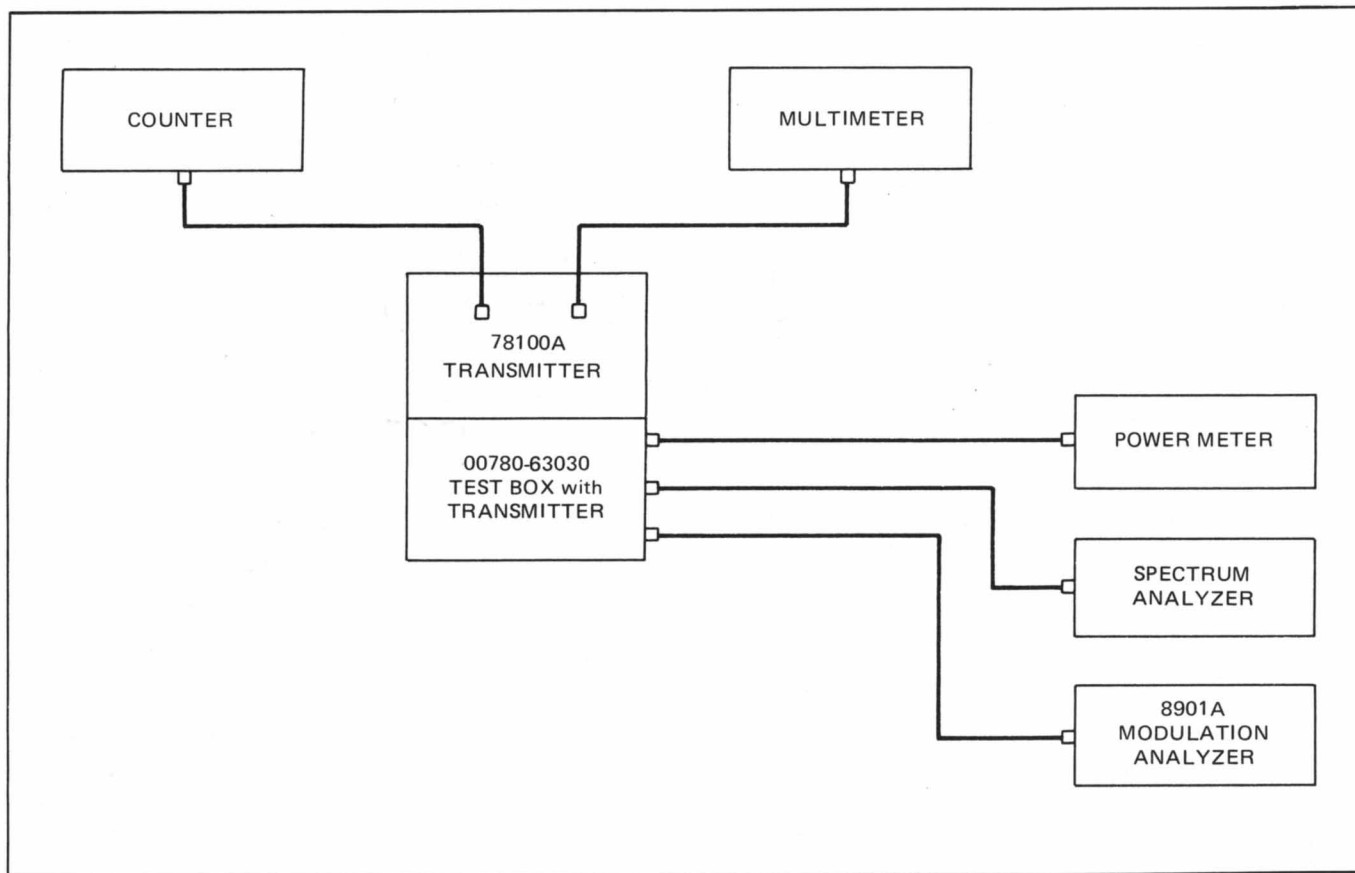 COUNTER
MULTIMETER
78100A
TRANSMITTER
00780-63030
TEST BOX with
TRANSMITTER
POWER METER
SPECTRUM
ANALYZER
8901A
MODULATION
ANALYZER